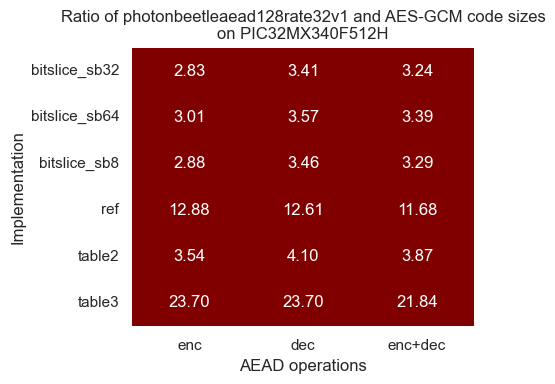 Ratio of photonbeetleaead128rate32v1 and AES-GCM code sizes
on PIC32MX340F512H
Implementation
bitslice_sb32 2.83 3.41 3.24
bitslice_sb64 3.01 3.57 3.39
bitslice_sb8 2.88 3.46 3.29
ref 12.88 12.61 11.68
table2 3.54 4.10 3.87
table3 23.70 23.70 21.84
enc dec enc+dec
AEAD operations